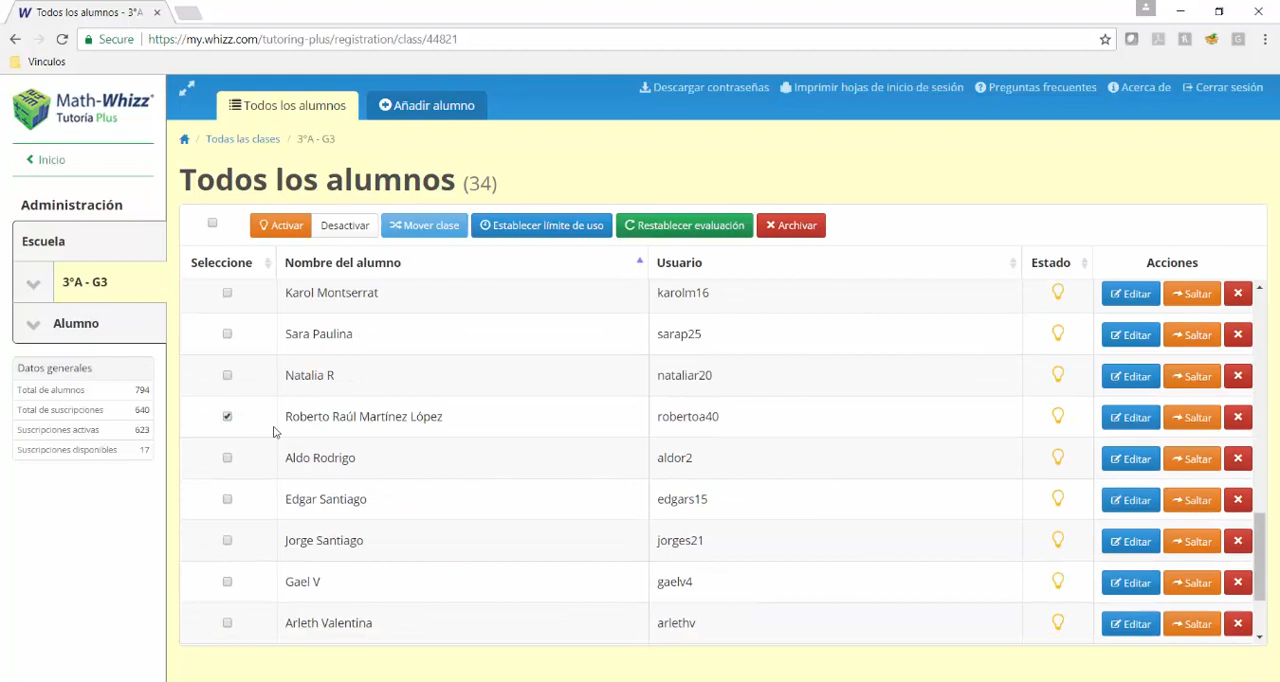 Todos los alumnos - 3ºA
Secure https://my.whizz.com/tutoring-plus/registration/class/44821
Vinculos
Math-Whizz®
Tutoría Plus
Inicio
Administración
Escuela
3ºA - G3
Alumno
Datos generales
Total de alumnos 794
Total de suscripciones 640
Suscripciones activas 623
Suscripciones disponibles 17
Todos los alumnos Añadir alumno
Descargar contraseñas Imprimir hojas de inicio de sesión Preguntas frecuentes Acerca de Cerrar sesión
Todas las clases / 3ºA - G3
Todos los alumnos (34)
Activar Desactivar Mover clase Establecer límite de uso Restablecer evaluación Archivar
Seleccione Nombre del alumno Usuario Estado Acciones
Karol Montserrat karolm16 Editar Saltar
Sara Paulina sarap25 Editar Saltar
Natalia R nataliar20 Editar Saltar
Roberto Raúl Martínez López robertoa40 Editar Saltar
Aldo Rodrigo aldor2 Editar Saltar
Edgar Santiago edgars15 Editar Saltar
Jorge Santiago jorges21 Editar Saltar
Gael V gaelv4 Editar Saltar
Arleth Valentina arlethv Editar Saltar